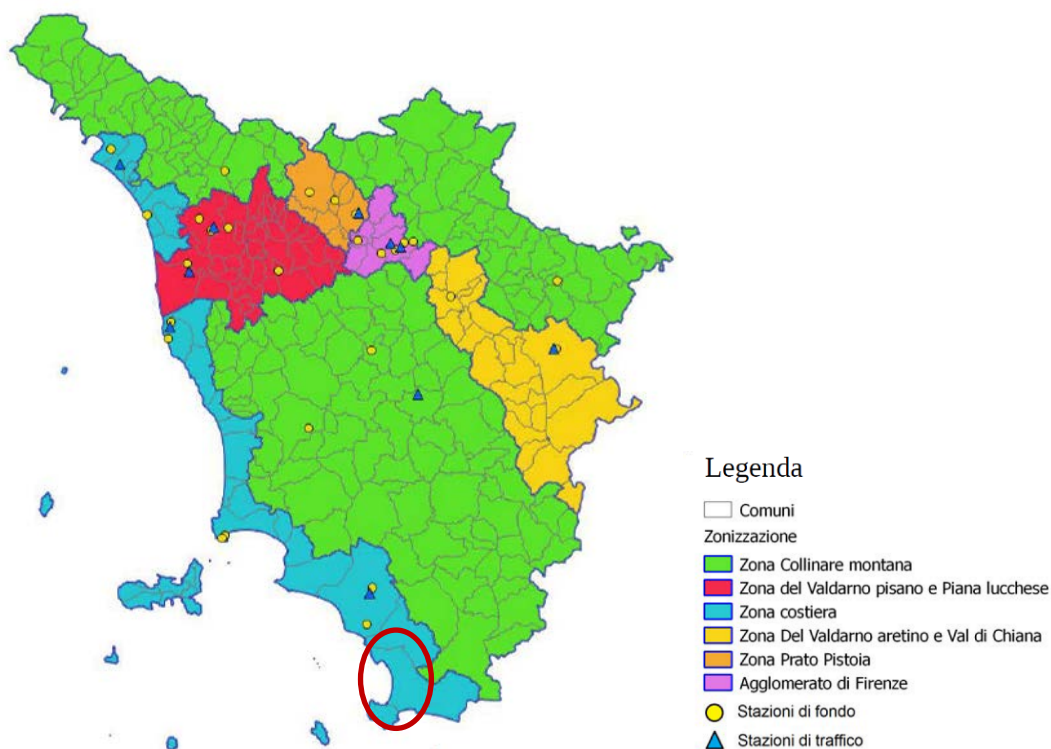 Legenda
Comuni
Zonizzazione
Zona Collinare montana
Zona del Valdarno pisano e Piana lucchese
Zona costiera
Zona Del Valdarno aretino e Val di Chiana
Zona Prato Pistoia
Agglomerato di Firenze
Stazioni di fondo
Stazioni di traffico